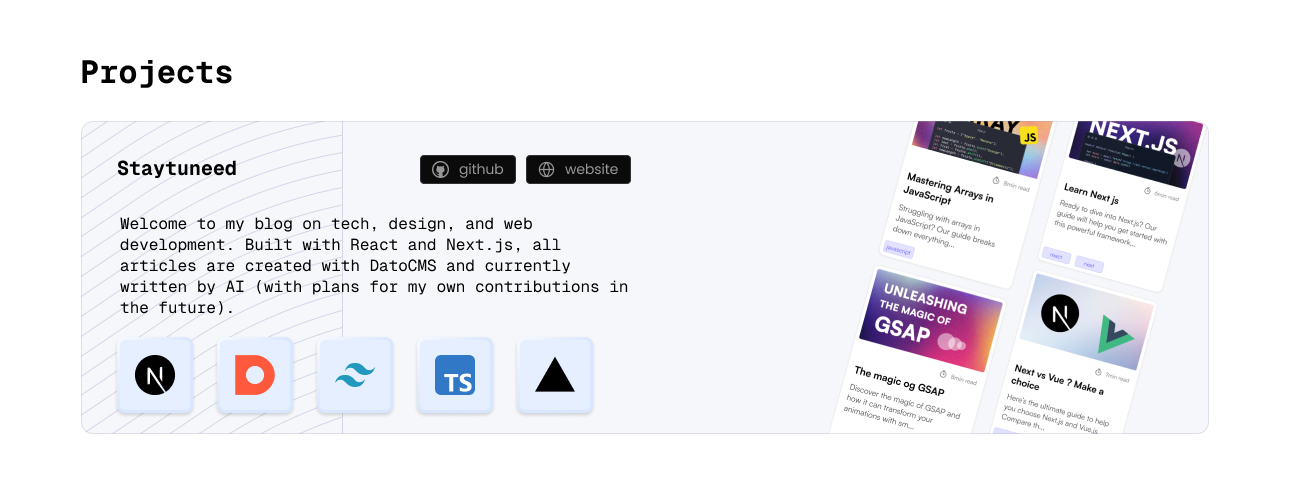 Projects
Staytuneed
github
website
Welcome to my blog on tech, design, and web
development. Built with React and Next.js, all
articles are created with DatoCMS and currently
written by AI (with plans for my own contributions in
the future).
TS
JS
8min read
Mastering Arrays in
JavaScript
Struggling with arrays in
JavaScript? Our guide breaks
down everything...
javascript
NEXT.JS
6min read
Learn Next js
Ready to dive into Next.js? Our
guide will help you get started with
this powerful framework...
react
next
UNLEASHING
THE MAGIC OF
GSAP
8min read
The magic og GSAP
Discover the magic of GSAP and
how it can transform your
animations with sm...
7min read
Next vs Vue ? Make a
choice
Here's the ultimate guide to help
you choose Next.js and Vue.js
Compare th...